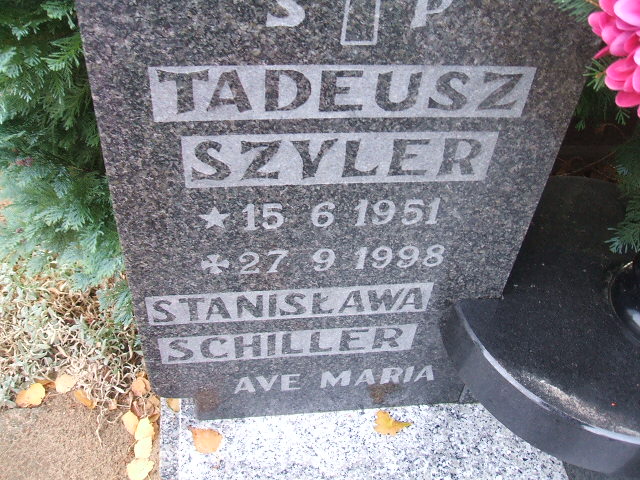 S P
TADEUSZ
SZYLER
15 6 1951
27 9 1998
STANISŁAWA
SCHILLER
AVE MARIA